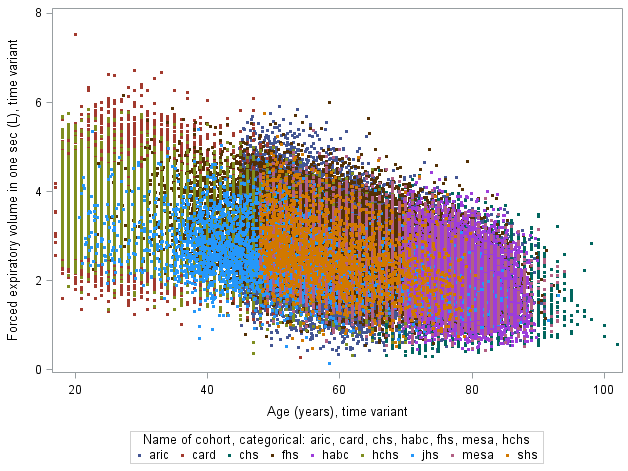 Forced expiratory volume in one sec (L), time variant
8
6
4
2
0
20 40 60 80 100
Age (years), time variant
Name of cohort, categorical: aric, card, chs, habc, fhs, mesa, hchs
aric card chs fhs habc hchs jhs mesa shs